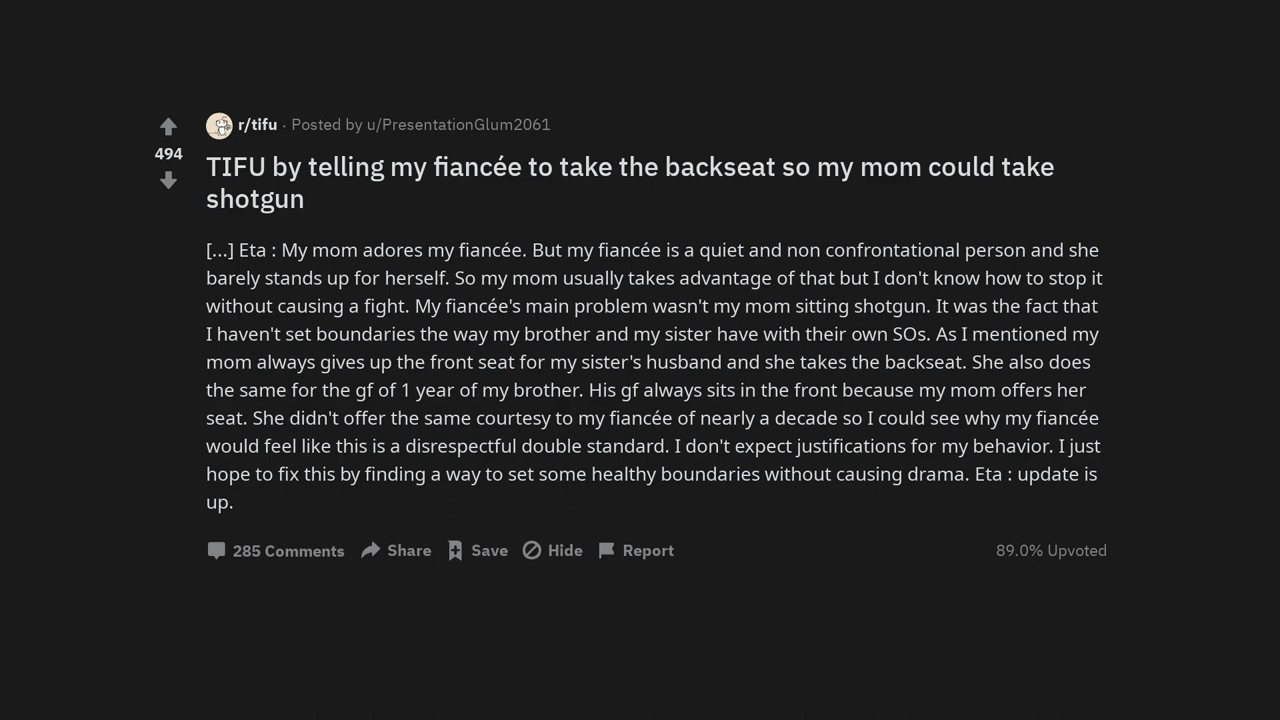 r/tifu · Posted by u/PresentationGlum2061
494
TIFU by telling my fiancée to take the backseat so my mom could take
shotgun
[...] Eta : My mom adores my fiancée. But my fiancée is a quiet and non confrontational person and she
barely stands up for herself. So my mom usually takes advantage of that but I don't know how to stop it
without causing a fight. My fiancée's main problem wasn't my mom sitting shotgun. It was the fact that
I haven't set boundaries the way my brother and my sister have with their own SOs. As I mentioned my
mom always gives up the front seat for my sister's husband and she takes the backseat. She also does
the same for the gf of 1 year of my brother. His gf always sits in the front because my mom offers her
seat. She didn't offer the same courtesy to my fiancée of nearly a decade so I could see why my fiancée
would feel like this is a disrespectful double standard. I don't expect justifications for my behavior. I just
hope to fix this by finding a way to set some healthy boundaries without causing drama. Eta : update is
up.
285 Comments Share Save Hide Report 89.0% Upvoted